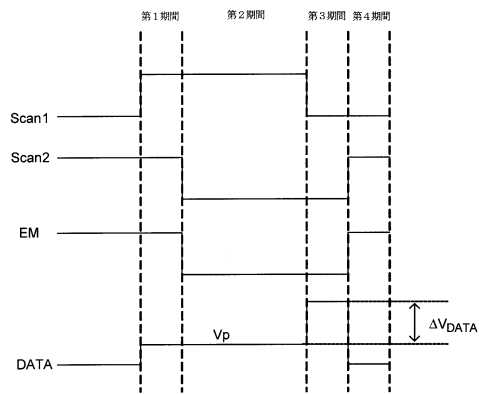 第1期間 第2期間 第3期間 第4期間
Scan1
Scan2
EM
Vp
ΔVDATA
DATA